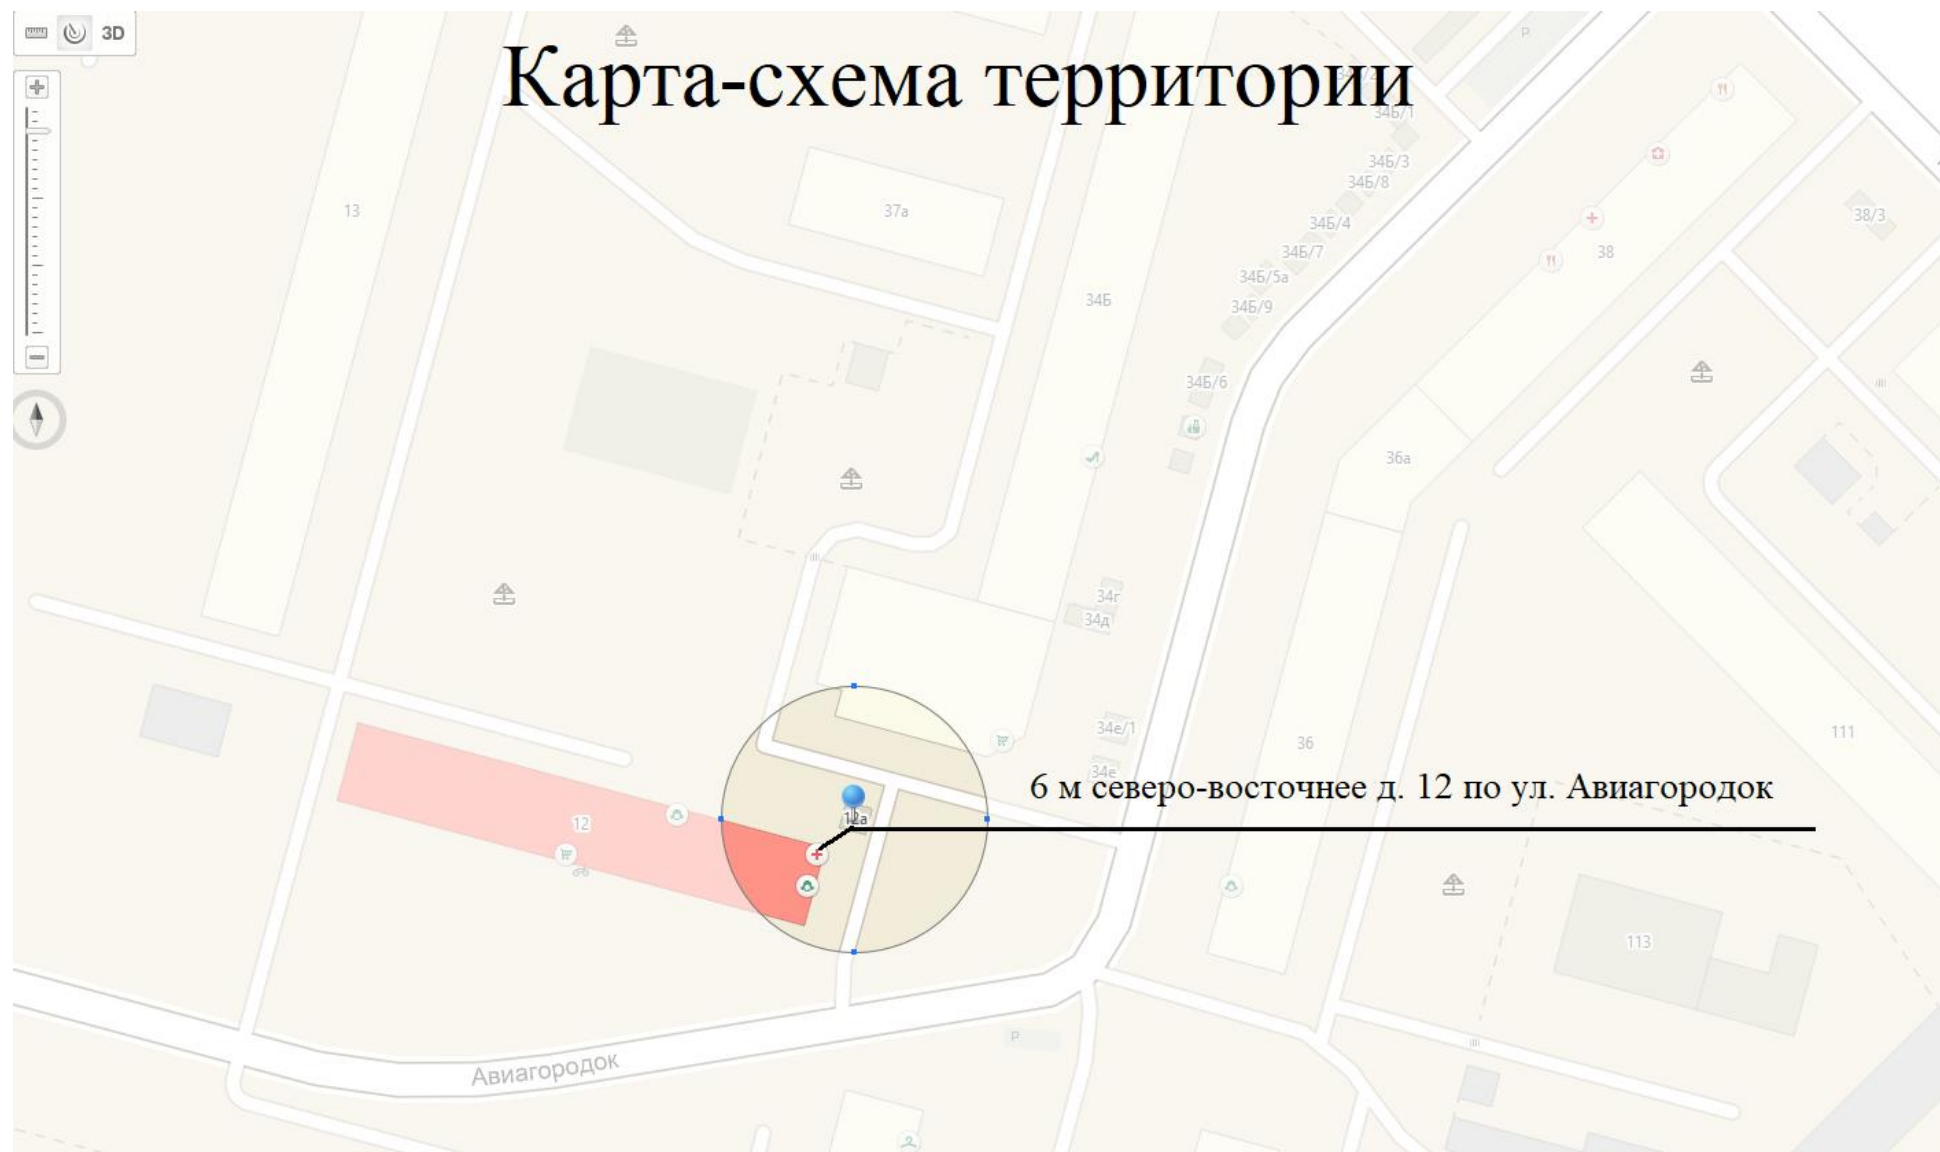 3D
Карта-схема территории
P
34Б/1
34Б/3
34Б/8
13
37а
34Б/4
38/3
34Б/7
38
34Б/5а
34Б
34Б/9
34Б/6
36а
34г
34д
34е/1
36
111
34е
6 м северо-восточнее д. 12 по ул. Авиагородок
12
12а
113
P
Авиагородок